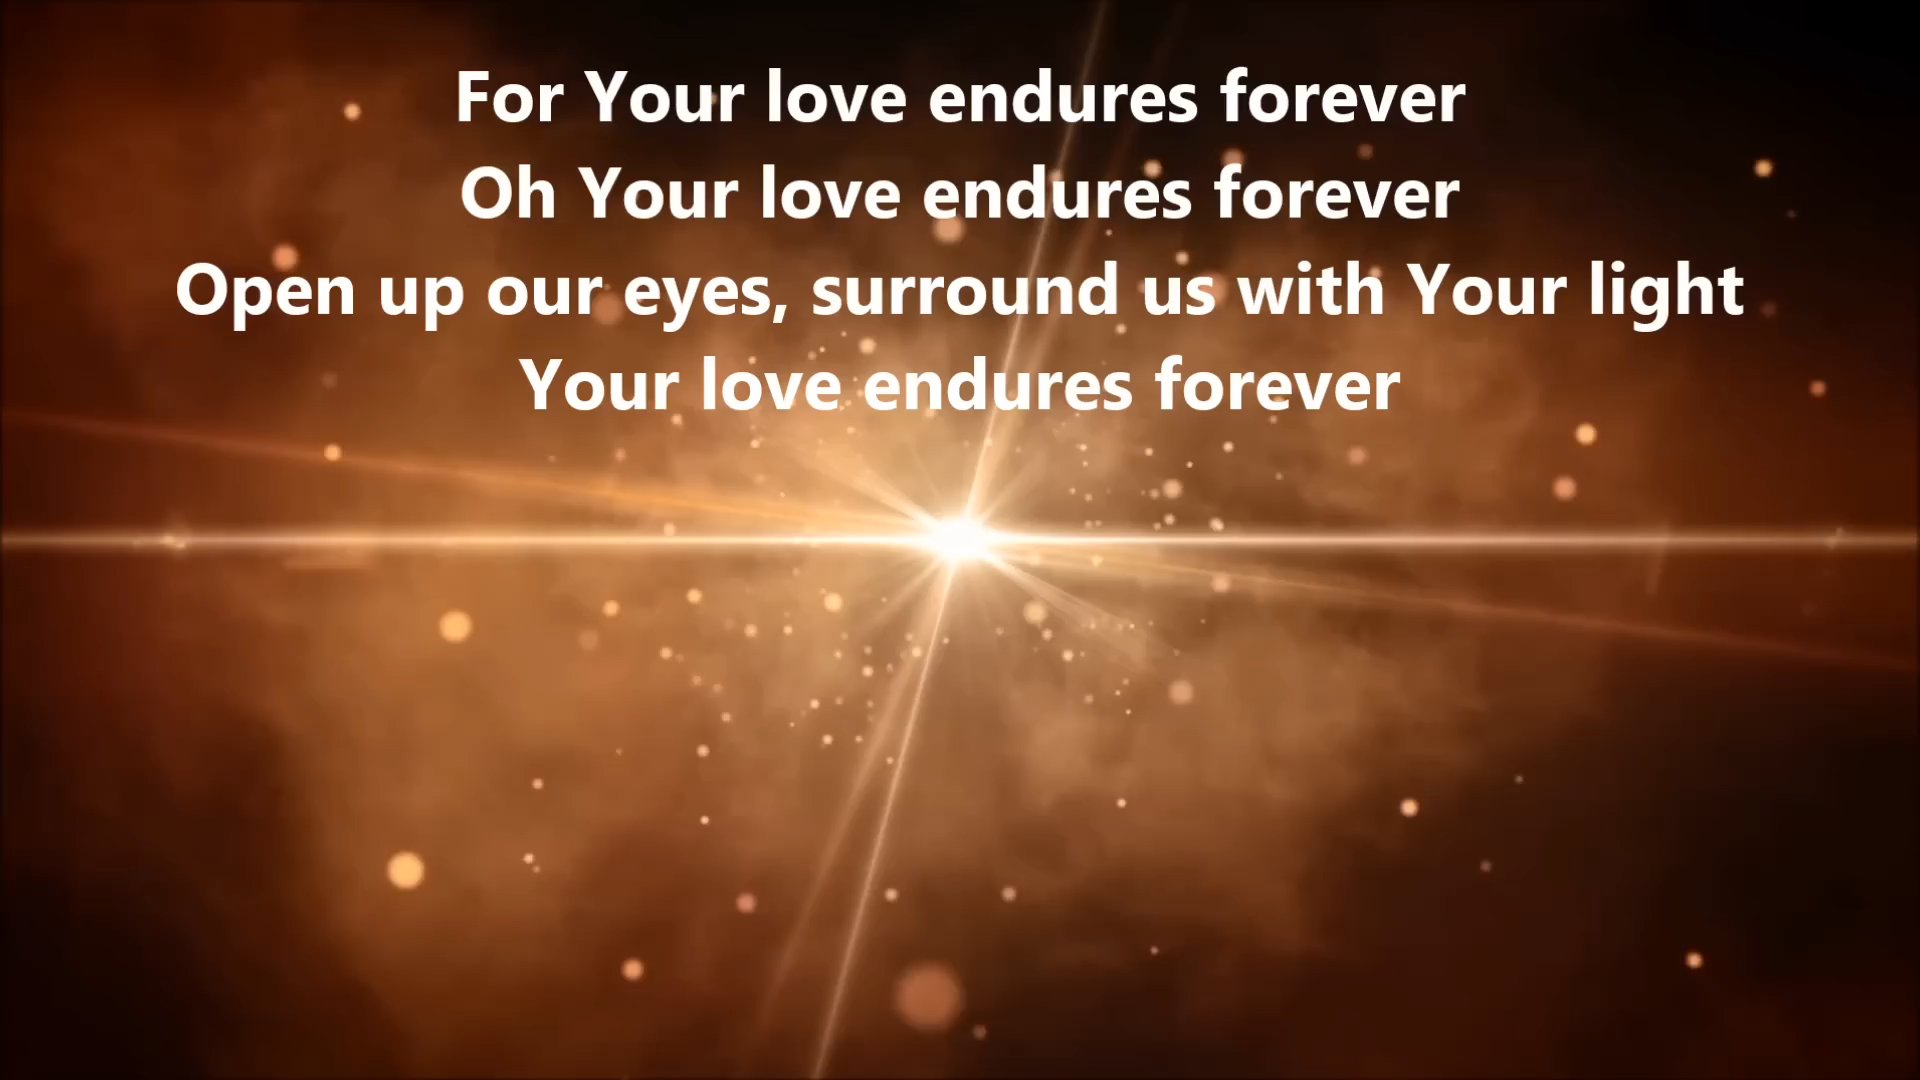 For Your love endures forever
Oh Your love endures forever
Open up our eyes, surround us with Your light
Your love endures forever